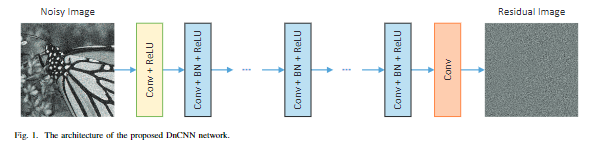 Noisy Image
Residual Image
Conv + ReLU
Conv + BN + ReLU
...
Conv + BN + ReLU
...
Conv + BN + ReLU
Conv
Fig. 1. The architecture of the proposed DnCNN network.